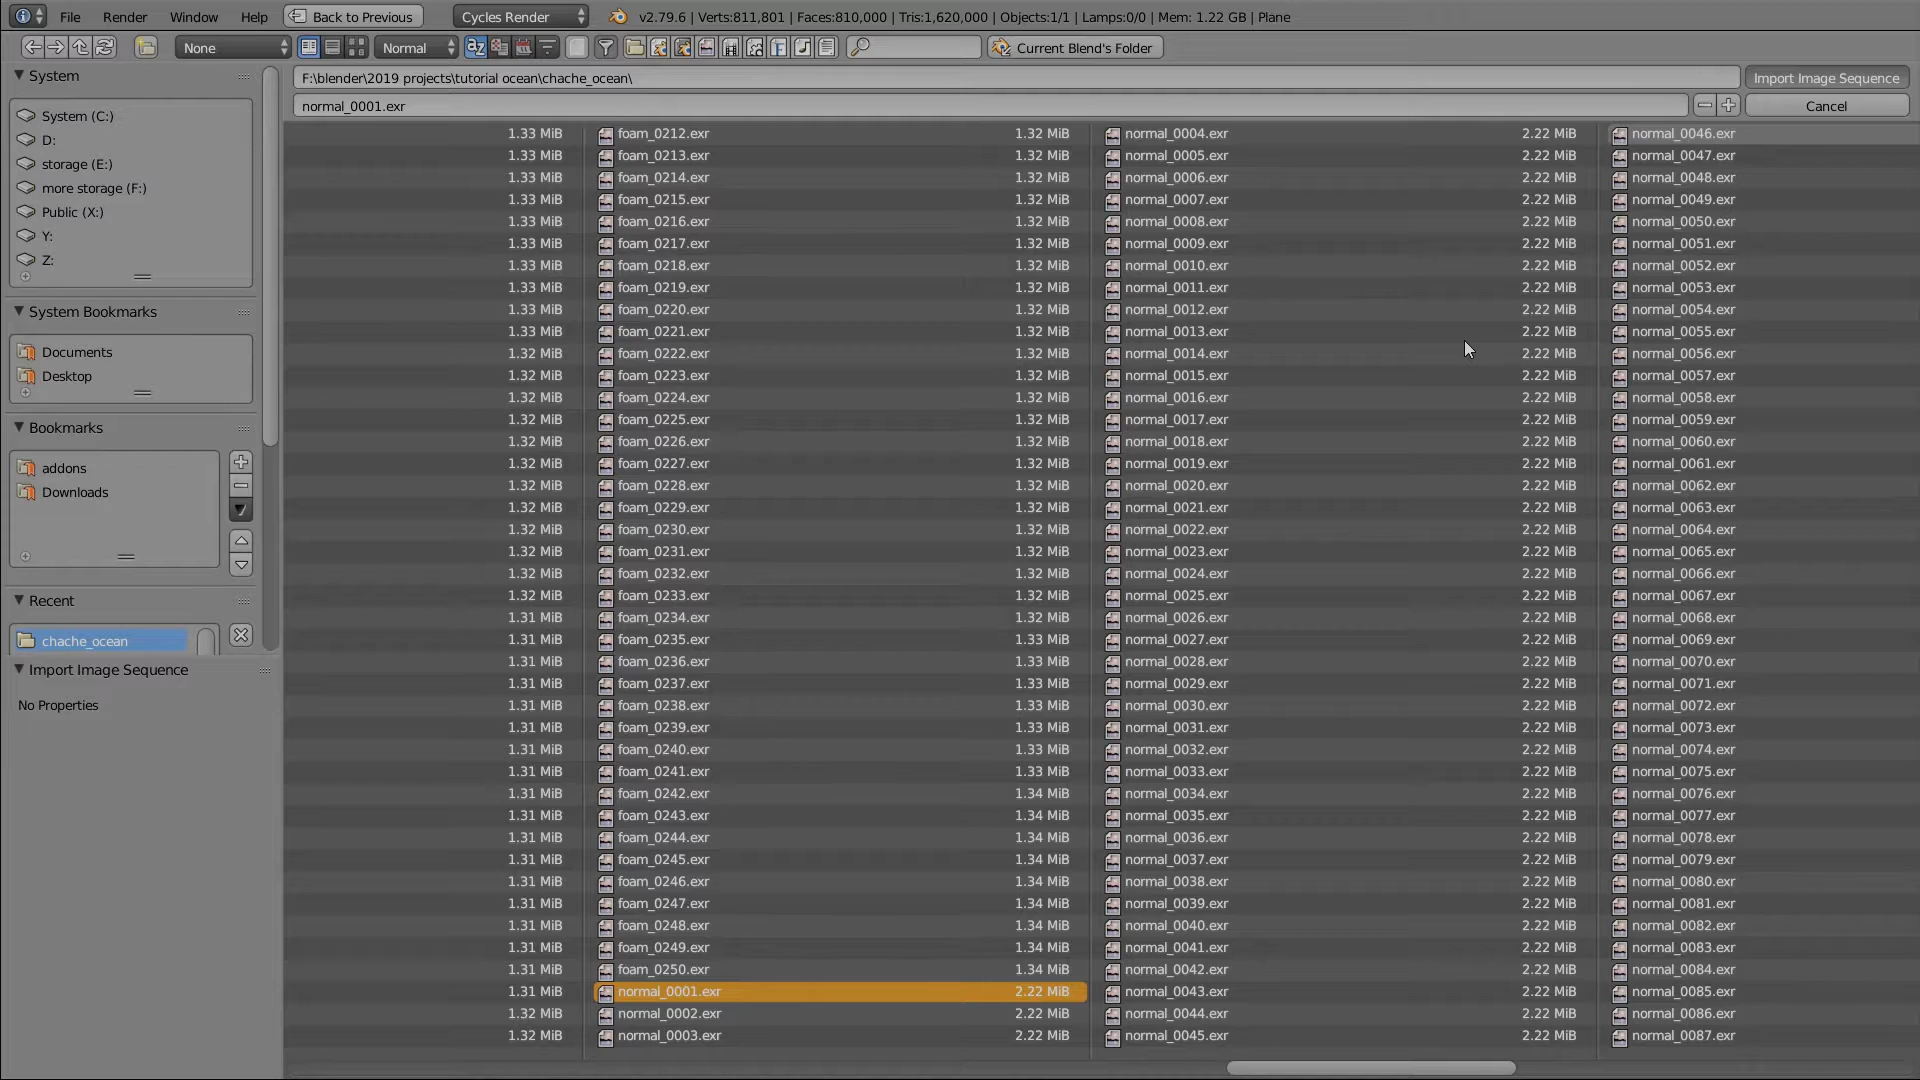 File Render Window Help Back to Previous Cycles Render v2.79.6 | Verts:811,801 | Faces:810,000 | Tris:1,620,000 | Objects:1/1 | Lamps:0/0 | Mem: 1.22 GB | Plane
None Normal Current Blend's Folder
System
System (C:)
D:
storage (E:)
more storage (F:)
Public (X:)
Y:
Z:
System Bookmarks
Documents
Desktop
Bookmarks
addons
Downloads
Recent
chache_ocean
Import Image Sequence
No Properties
F:\blender\2019 projects\tutorial ocean\chache_ocean\ Import Image Sequence
normal_0001.exr Cancel
1.33 MiB foam_0212.exr 1.32 MiB normal_0004.exr 2.22 MiB normal_0046.exr
1.33 MiB foam_0213.exr 1.32 MiB normal_0005.exr 2.22 MiB normal_0047.exr
1.33 MiB foam_0214.exr 1.32 MiB normal_0006.exr 2.22 MiB normal_0048.exr
1.33 MiB foam_0215.exr 1.32 MiB normal_0007.exr 2.22 MiB normal_0049.exr
1.33 MiB foam_0216.exr 1.32 MiB normal_0008.exr 2.22 MiB normal_0050.exr
1.33 MiB foam_0217.exr 1.32 MiB normal_0009.exr 2.22 MiB normal_0051.exr
1.33 MiB foam_0218.exr 1.32 MiB normal_0010.exr 2.22 MiB normal_0052.exr
1.33 MiB foam_0219.exr 1.32 MiB normal_0011.exr 2.22 MiB normal_0053.exr
1.33 MiB foam_0220.exr 1.32 MiB normal_0012.exr 2.22 MiB normal_0054.exr
1.33 MiB foam_0221.exr 1.32 MiB normal_0013.exr 2.22 MiB normal_0055.exr
1.32 MiB foam_0222.exr 1.32 MiB normal_0014.exr 2.22 MiB normal_0056.exr
1.32 MiB foam_0223.exr 1.32 MiB normal_0015.exr 2.22 MiB normal_0057.exr
1.32 MiB foam_0224.exr 1.32 MiB normal_0016.exr 2.22 MiB normal_0058.exr
1.32 MiB foam_0225.exr 1.32 MiB normal_0017.exr 2.22 MiB normal_0059.exr
1.32 MiB foam_0226.exr 1.32 MiB normal_0018.exr 2.22 MiB normal_0060.exr
1.32 MiB foam_0227.exr 1.32 MiB normal_0019.exr 2.22 MiB normal_0061.exr
1.32 MiB foam_0228.exr 1.32 MiB normal_0020.exr 2.22 MiB normal_0062.exr
1.32 MiB foam_0229.exr 1.32 MiB normal_0021.exr 2.22 MiB normal_0063.exr
1.32 MiB foam_0230.exr 1.32 MiB normal_0022.exr 2.22 MiB normal_0064.exr
1.32 MiB foam_0231.exr 1.32 MiB normal_0023.exr 2.22 MiB normal_0065.exr
1.32 MiB foam_0232.exr 1.32 MiB normal_0024.exr 2.22 MiB normal_0066.exr
1.32 MiB foam_0233.exr 1.32 MiB normal_0025.exr 2.22 MiB normal_0067.exr
1.31 MiB foam_0234.exr 1.32 MiB normal_0026.exr 2.22 MiB normal_0068.exr
1.31 MiB foam_0235.exr 1.33 MiB normal_0027.exr 2.22 MiB normal_0069.exr
1.31 MiB foam_0236.exr 1.33 MiB normal_0028.exr 2.22 MiB normal_0070.exr
1.31 MiB foam_0237.exr 1.33 MiB normal_0029.exr 2.22 MiB normal_0071.exr
1.31 MiB foam_0238.exr 1.33 MiB normal_0030.exr 2.22 MiB normal_0072.exr
1.31 MiB foam_0239.exr 1.33 MiB normal_0031.exr 2.22 MiB normal_0073.exr
1.31 MiB foam_0240.exr 1.33 MiB normal_0032.exr 2.22 MiB normal_0074.exr
1.31 MiB foam_0241.exr 1.33 MiB normal_0033.exr 2.22 MiB normal_0075.exr
1.31 MiB foam_0242.exr 1.34 MiB normal_0034.exr 2.22 MiB normal_0076.exr
1.31 MiB foam_0243.exr 1.34 MiB normal_0035.exr 2.22 MiB normal_0077.exr
1.31 MiB foam_0244.exr 1.34 MiB normal_0036.exr 2.22 MiB normal_0078.exr
1.31 MiB foam_0245.exr 1.34 MiB normal_0037.exr 2.22 MiB normal_0079.exr
1.31 MiB foam_0246.exr 1.34 MiB normal_0038.exr 2.22 MiB normal_0080.exr
1.31 MiB foam_0247.exr 1.34 MiB normal_0039.exr 2.22 MiB normal_0081.exr
1.31 MiB foam_0248.exr 1.34 MiB normal_0040.exr 2.22 MiB normal_0082.exr
1.31 MiB foam_0249.exr 1.34 MiB normal_0041.exr 2.22 MiB normal_0083.exr
1.31 MiB foam_0250.exr 1.34 MiB normal_0042.exr 2.22 MiB normal_0084.exr
1.31 MiB normal_0001.exr 2.22 MiB normal_0043.exr 2.22 MiB normal_0085.exr
1.32 MiB normal_0002.exr 2.22 MiB normal_0044.exr 2.22 MiB normal_0086.exr
1.32 MiB normal_0003.exr 2.22 MiB normal_0045.exr 2.22 MiB normal_0087.exr